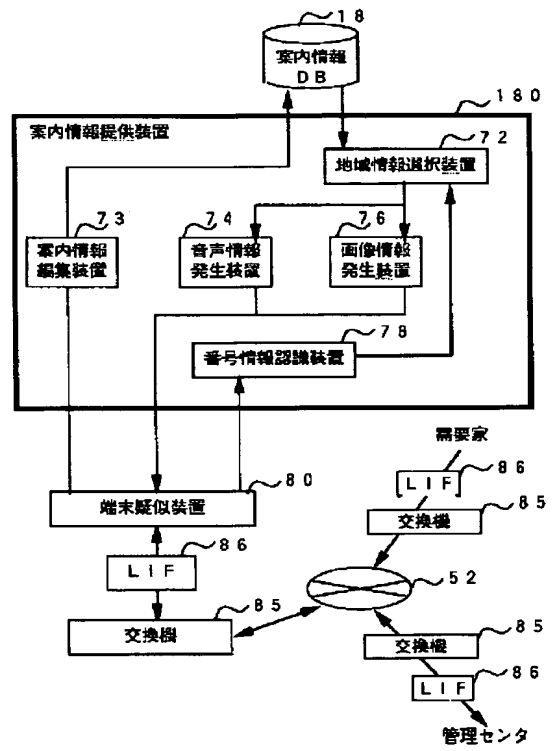 18
案内情報
DB
180
案内情報提供装置
72
地域情報選択装置
73
74
76
案内情報
編集装置
音声情報
発生装置
画像情報
発生装置
78
番号情報認識装置
需要家
86
LIF
80
端末疑似装置
85
交換機
86
LIF
52
85
交換機
85
交換機
86
LIF
管理センタ